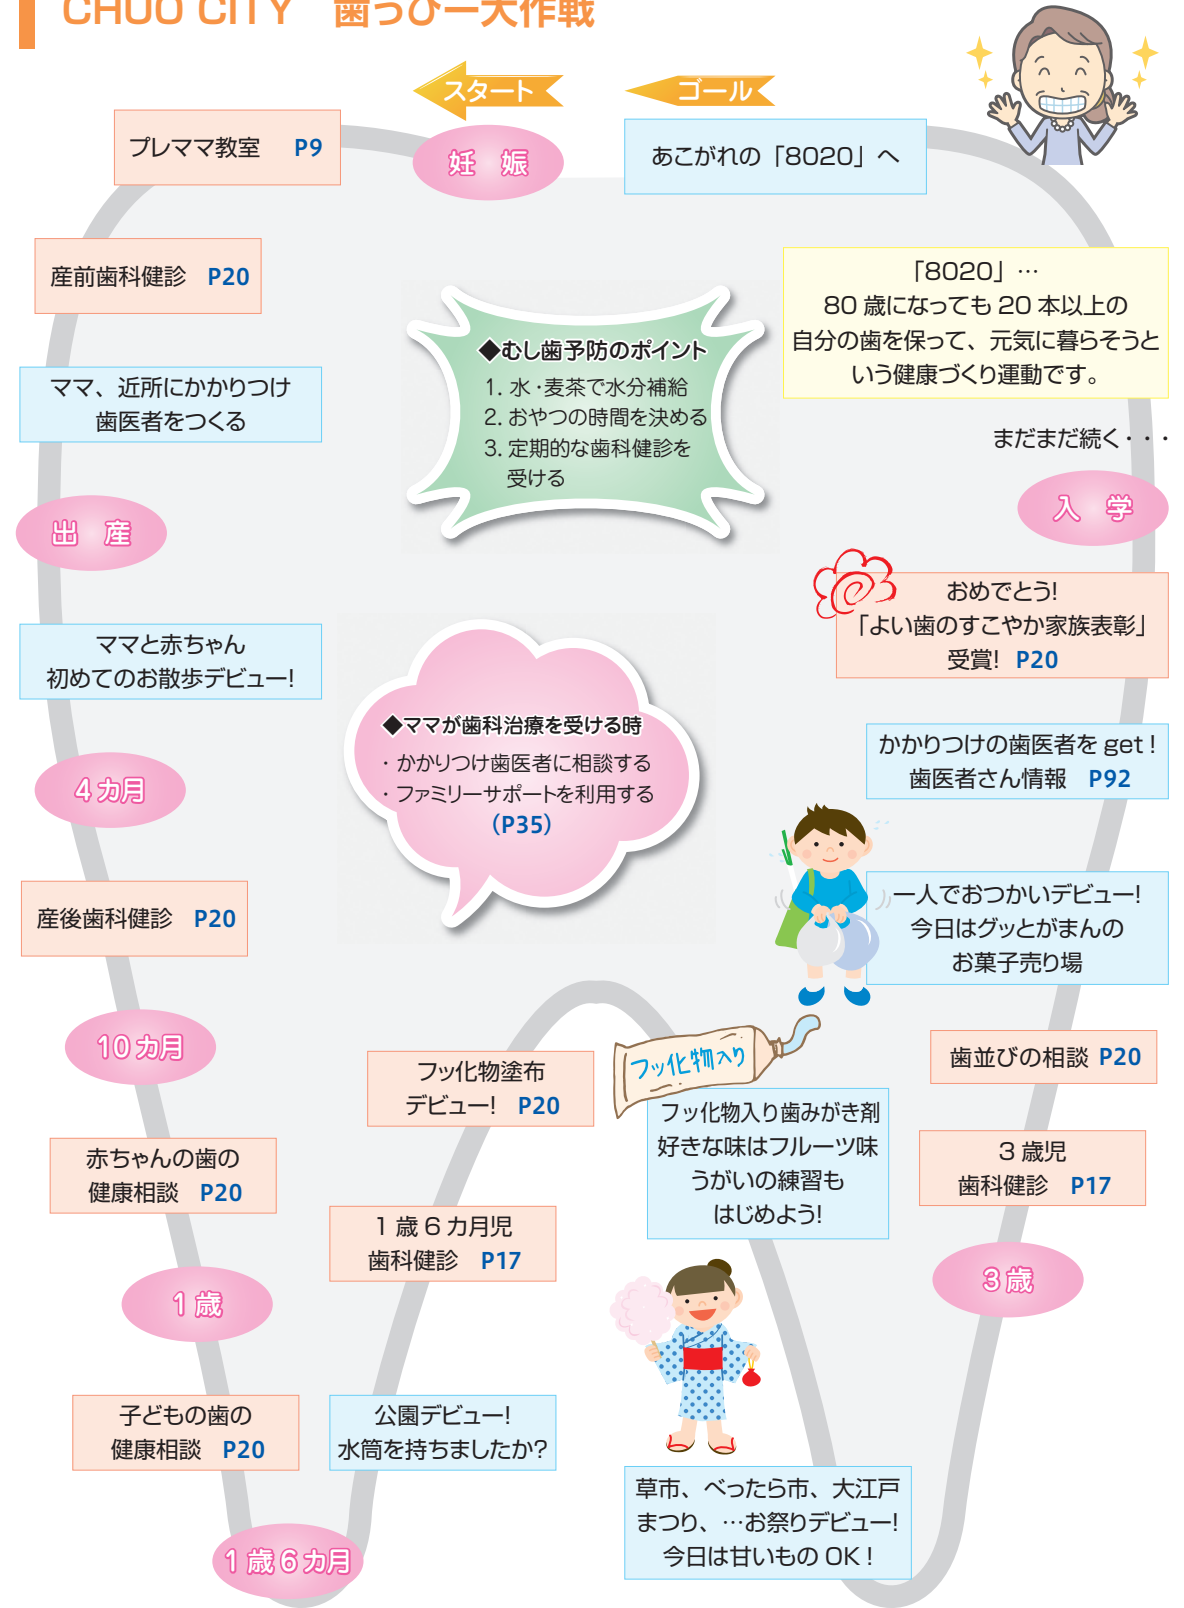 CHUO CITY 歯っぴー大作戦
スタート
ゴール
妊 娠
あこがれの「8020」へ
プレママ教室 P9
産前歯科健診 P20
ママ、近所にかかりつけ
歯医者をつくる
出 産
ママと赤ちゃん
初めてのお散歩デビュー!
4カ月
産後歯科健診 P20
10カ月
赤ちゃんの歯の
健康相談 P20
1歳
子どもの歯の
健康相談 P20
1歳6カ月
公園デビュー!
水筒を持ちましたか?
1歳6カ月児
歯科健診 P17
フッ化物塗布
デビュー! P20
フッ化物入り
フッ化物入り歯みがき剤
好きな味はフルーツ味
うがいの練習も
はじめよう!
草市、べったら市、大江戸
まつり、…お祭りデビュー!
今日は甘いもの OK!
3歳
3歳児
歯科健診 P17
歯並びの相談 P20
一人でおつかいデビュー!
今日はグッとがまんの
お菓子売り場
かかりつけの歯医者を get!
歯医者さん情報 P92
おめでとう!
「よい歯のすこやか家族表彰」
受賞! P20
入 学
まだまだ続く・・・
「8020」…
80歳になっても20本以上の
自分の歯を保って、元気に暮らそうと
いう健康づくり運動です。
◆むし歯予防のポイント
1. 水・麦茶で水分補給
2. おやつの時間を決める
3. 定期的な歯科健診を
受ける
◆ママが歯科治療を受ける時
・かかりつけ歯医者に相談する
・ファミリーサポートを利用する
(P35)